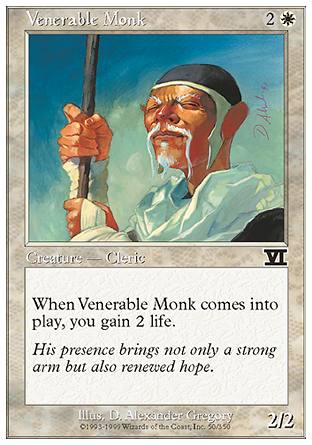 Venerable Monk 2
Creature — Cleric VI
When Venerable Monk comes into
play, you gain 2 life.
His presence brings not only a strong
arm but also renewed hope.
Illus. D. Alexander Gregory
©1993-1999 Wizards of the Coast, Inc. 50/350
2/2